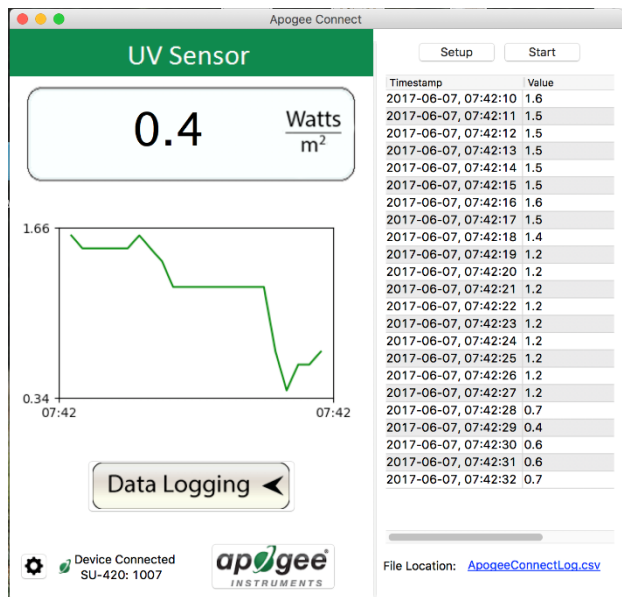 Apogee Connect
UV Sensor
0.4
Watts
m²
1.66
0.34
07:42
07:42
Data Logging
Device Connected
SU-420: 1007
apogee
INSTRUMENTS
Setup
Start
Timestamp Value
2017-06-07, 07:42:10 1.6
2017-06-07, 07:42:11 1.5
2017-06-07, 07:42:12 1.5
2017-06-07, 07:42:13 1.5
2017-06-07, 07:42:14 1.5
2017-06-07, 07:42:15 1.5
2017-06-07, 07:42:16 1.6
2017-06-07, 07:42:17 1.5
2017-06-07, 07:42:18 1.4
2017-06-07, 07:42:19 1.2
2017-06-07, 07:42:20 1.2
2017-06-07, 07:42:21 1.2
2017-06-07, 07:42:22 1.2
2017-06-07, 07:42:23 1.2
2017-06-07, 07:42:24 1.2
2017-06-07, 07:42:25 1.2
2017-06-07, 07:42:26 1.2
2017-06-07, 07:42:27 1.2
2017-06-07, 07:42:28 0.7
2017-06-07, 07:42:29 0.4
2017-06-07, 07:42:30 0.6
2017-06-07, 07:42:31 0.6
2017-06-07, 07:42:32 0.7
File Location: ApogeeConnectLog.csv